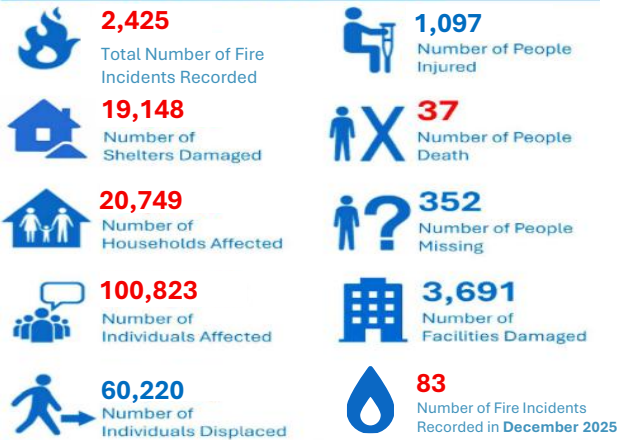 2,425
Total Number of Fire
Incidents Recorded
1,097
Number of People
Injured
19,148
Number of
Shelters Damaged
37
Number of People
Death
20,749
Number of
Households Affected
352
Number of People
Missing
100,823
Number of
Individuals Affected
3,691
Number of
Facilities Damaged
60,220
Number of
Individuals Displaced
83
Number of Fire Incidents
Recorded in December 2025